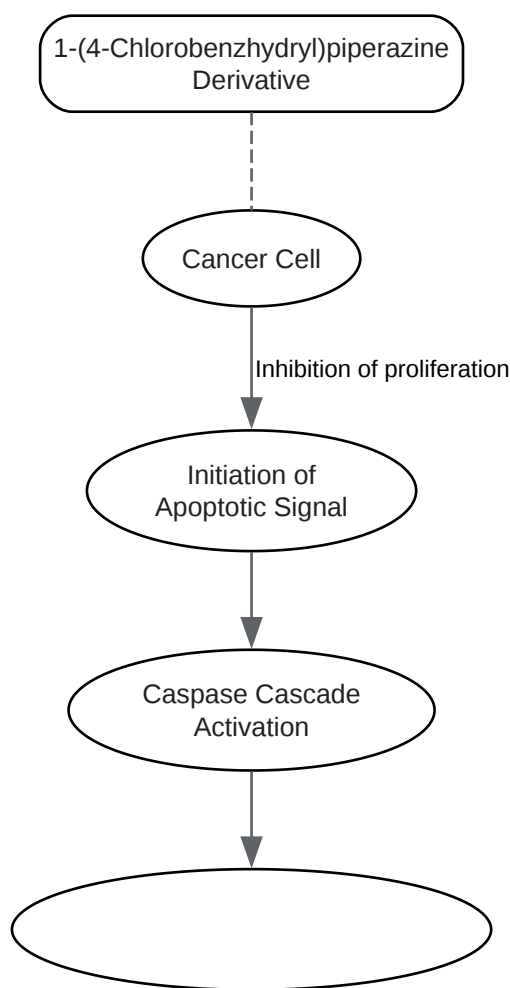 1-(4-Chlorobenzhydryl)piperazine
Derivative
Cancer Cell
Inhibition of proliferation
Initiation of
Apoptotic Signal
Caspase Cascade
Activation